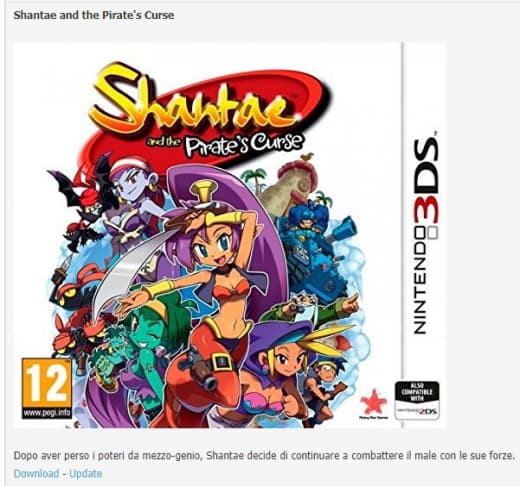 Shantae and the Pirate's Curse
Shantae
and the Pirate's Curse
NINTENDO 3DS
12
www.pegi.info
ALSO
COMPATIBLE
WITH
NINTENDO 2DS
Dopo aver perso i poteri da mezzo-genio, Shantae decide di continuare a combattere il male con le sue forze.
Download - Update